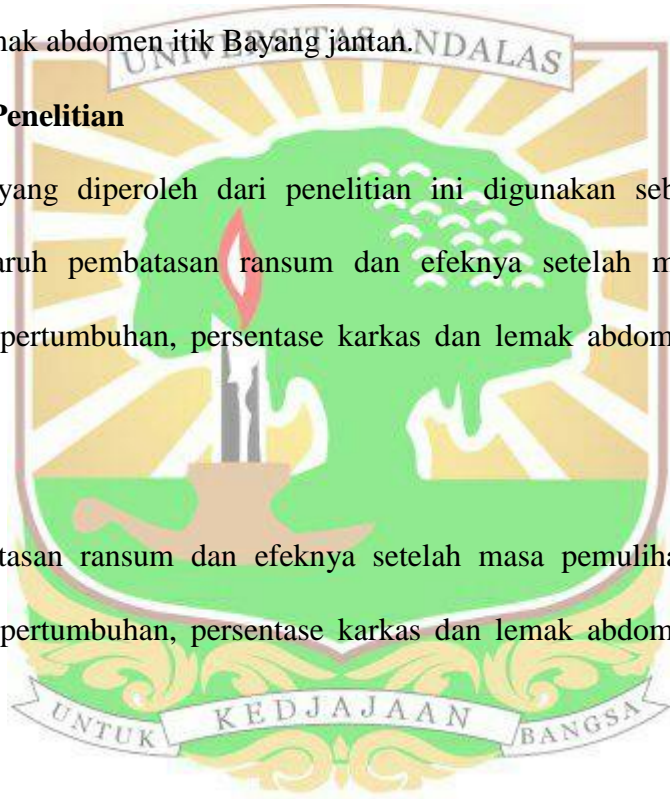 nak abdomen itik Bayang jantan.
UNIVERSITAS ANDALAS
Penelitian
yang diperoleh dari penelitian ini digunakan seb
aruh pembatasan ransum dan efeknya setelah m
pertumbuhan, persentase karkas dan lemak abdom
tasan ransum dan efeknya setelah masa pemuliha
pertumbuhan, persentase karkas dan lemak abdom
UNTUK KEDJAJAAN BANGSA